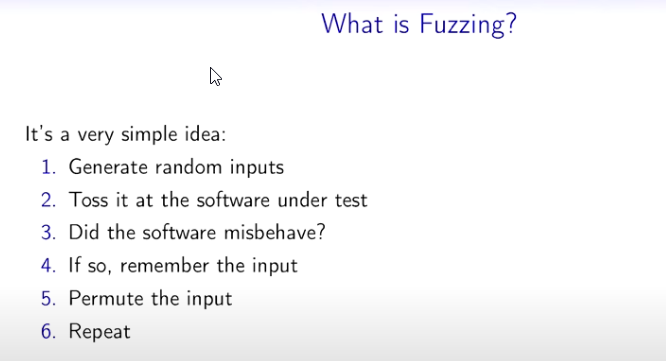 What is Fuzzing?
It's a very simple idea:
1. Generate random inputs
2. Toss it at the software under test
3. Did the software misbehave?
4. If so, remember the input
5. Permute the input
6. Repeat